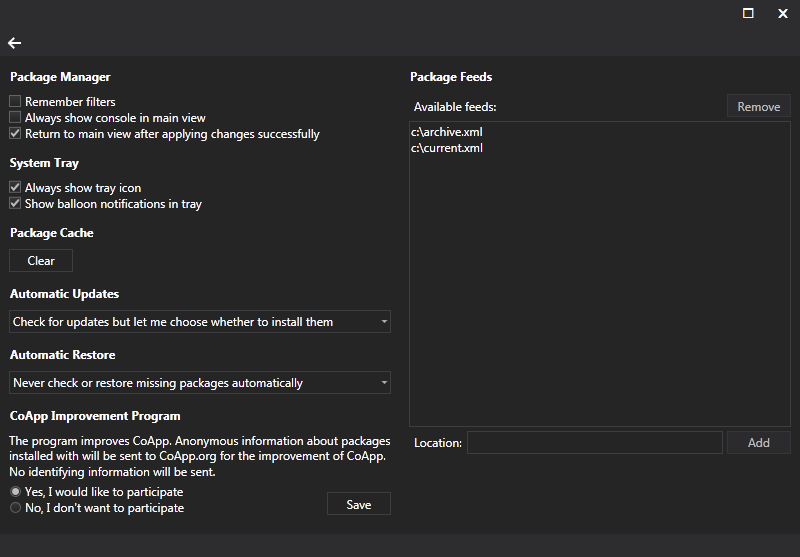 Package Manager
Remember filters
Always show console in main view
Return to main view after applying changes successfully
System Tray
Always show tray icon
Show balloon notifications in tray
Package Cache
Clear
Automatic Updates
Check for updates but let me choose whether to install them
Automatic Restore
Never check or restore missing packages automatically
CoApp Improvement Program
The program improves CoApp. Anonymous information about packages
installed with will be sent to CoApp.org for the improvement of CoApp.
No identifying information will be sent.
Yes, I would like to participate
No, I don't want to participate
Save
Package Feeds
Available feeds:
Remove
c:\archive.xml
c:\current.xml
Location:
Add